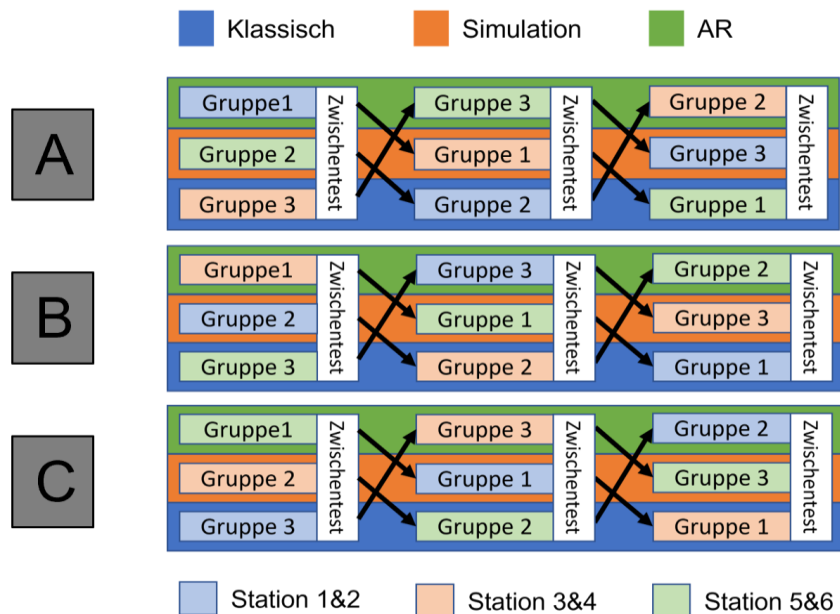 Klassisch Simulation AR
A
Gruppe1 Zwischentest Gruppe 3 Zwischentest Gruppe 2 Zwischentest
Gruppe 2 Gruppe 1 Gruppe 3
Gruppe 3 Gruppe 2 Gruppe 1
B
Gruppe1 Zwischentest Gruppe 3 Zwischentest Gruppe 2 Zwischentest
Gruppe 2 Gruppe 1 Gruppe 3
Gruppe 3 Gruppe 2 Gruppe 1
C
Gruppe1 Zwischentest Gruppe 3 Zwischentest Gruppe 2 Zwischentest
Gruppe 2 Gruppe 1 Gruppe 3
Gruppe 3 Gruppe 2 Gruppe 1
Station 1&2 Station 3&4 Station 5&6